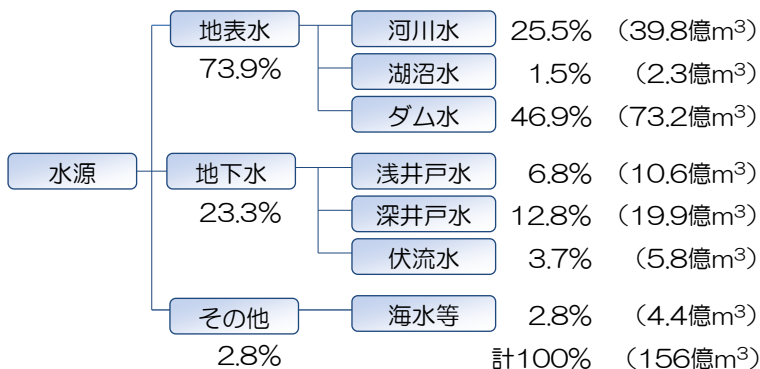 地表水 河川水 25.5% （39.8億m³）
73.9% 湖沼水 1.5% （2.3億m³）
ダム水 46.9% （73.2億m³）
水源 地下水 浅井戸水 6.8% （10.6億m³）
23.3% 深井戸水 12.8% （19.9億m³）
伏流水 3.7% （5.8億m³）
その他 海水等 2.8% （4.4億m³）
2.8% 計100% （156億m³）